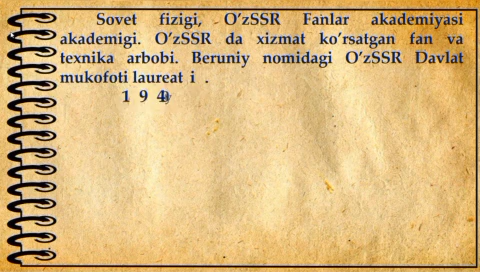 Sovet fizigi, O’zSSR Fanlar akademiyasi
akademigi. O’zSSR da xizmat ko’rsatgan fan va
texnika arbobi. Beruniy nomidagi O’zSSR Davlat
mukofoti laureat i .
1 9 4